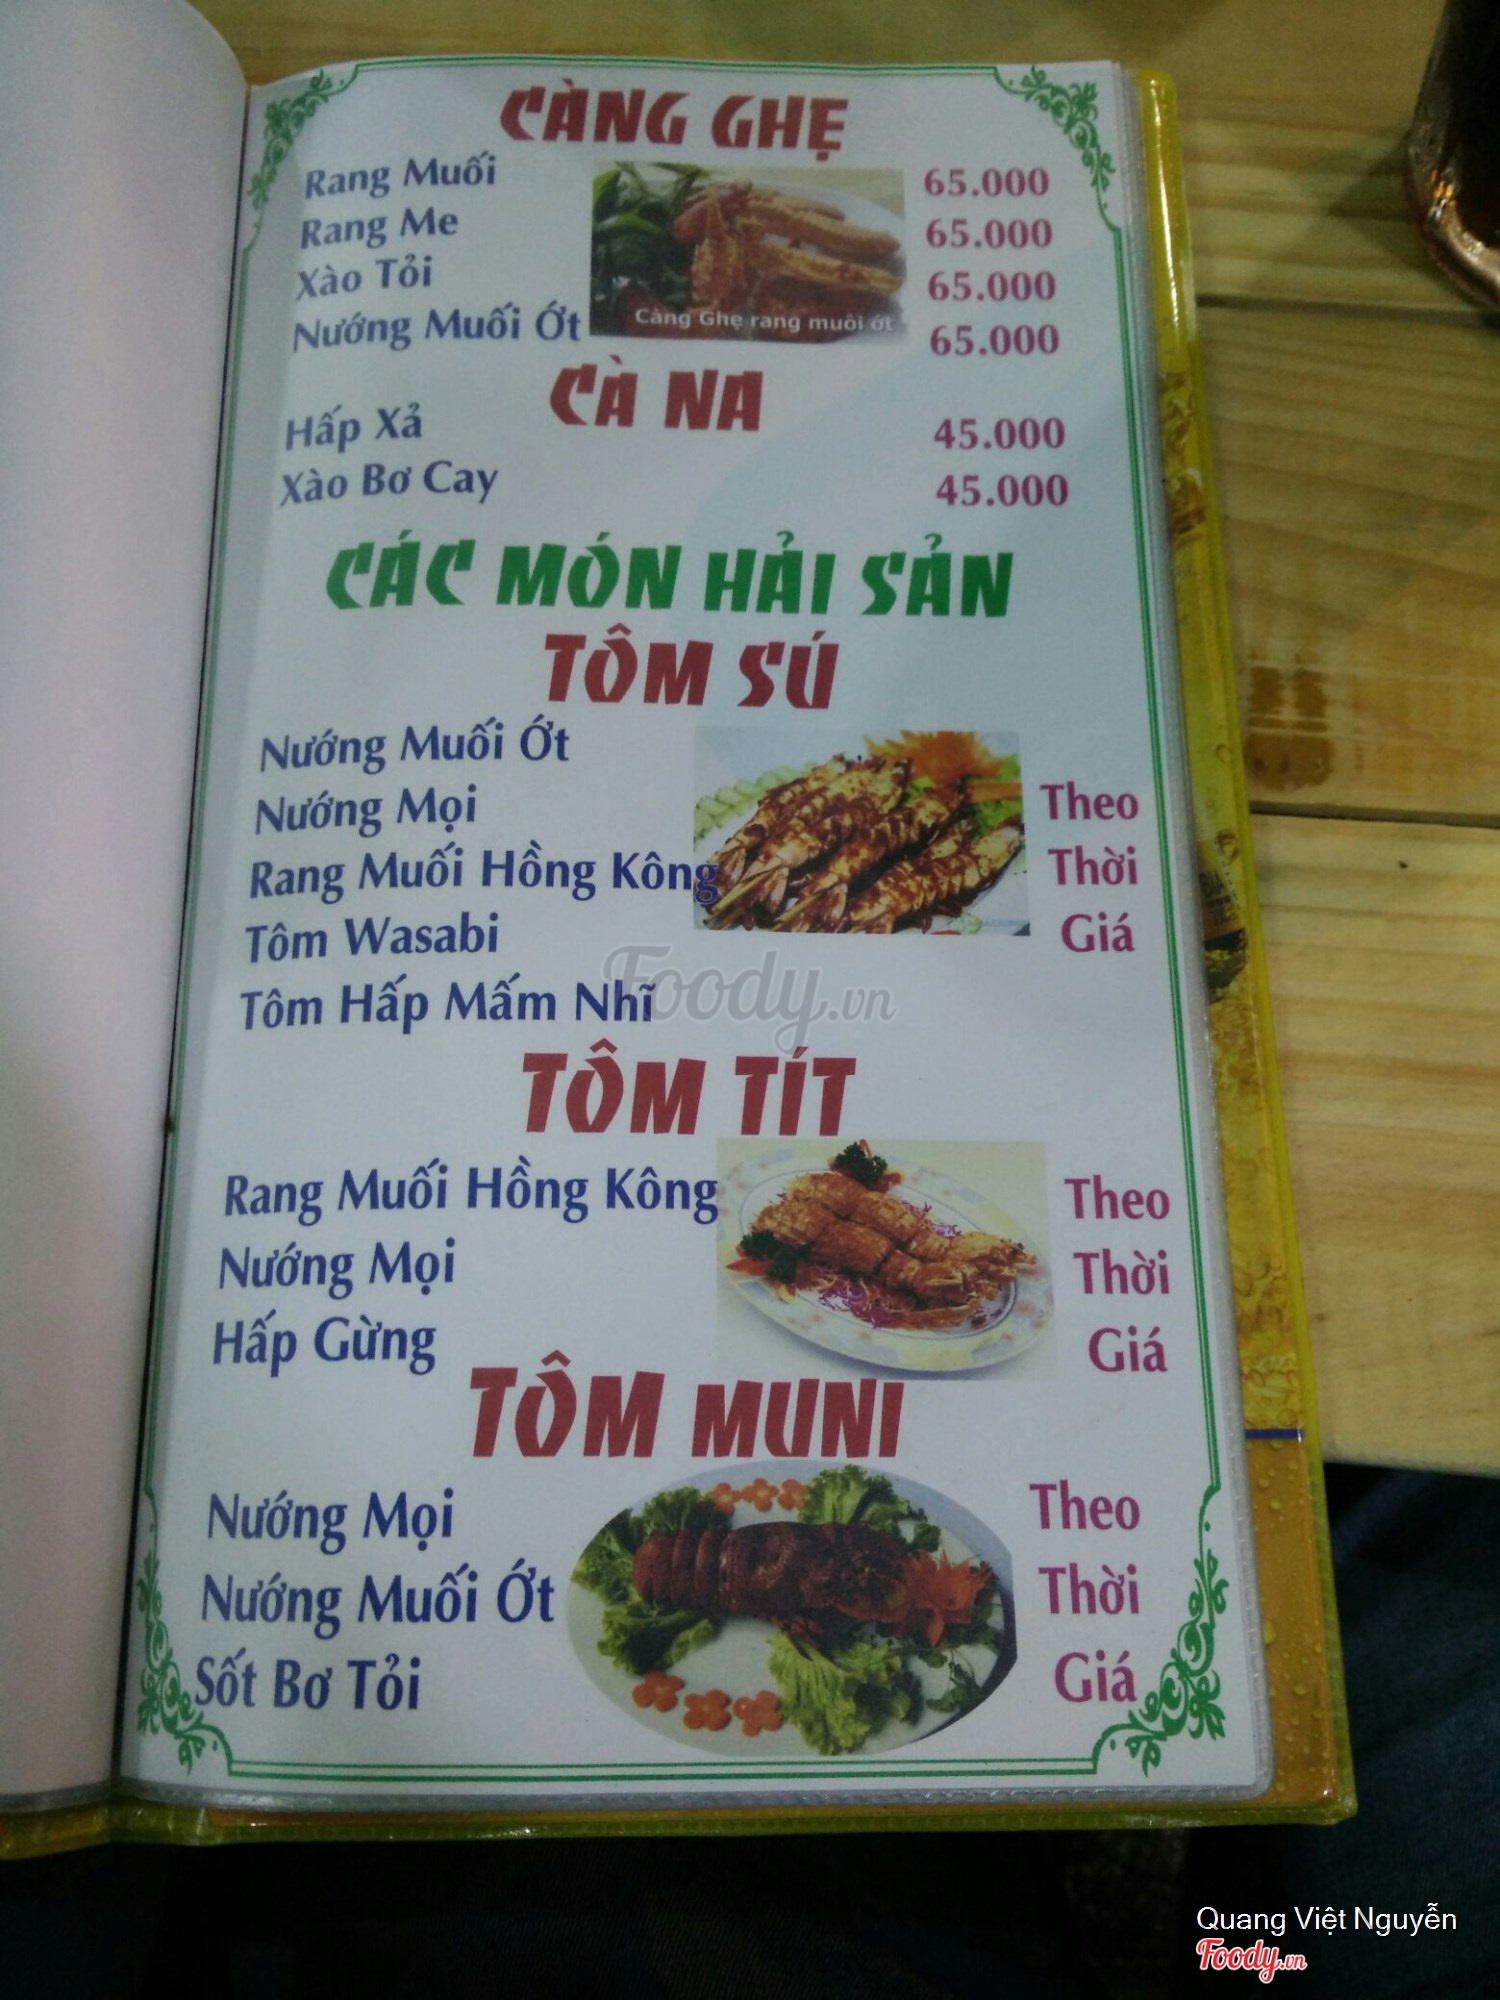 CÀNG GHẸ
Rang Muối 65.000
Rang Me 65.000
Xào Tỏi 65.000
Nướng Muối Ớt 65.000
Càng Ghẹ rang muối ớt
CÀ NA
Hấp Xả 45.000
Xào Bơ Cay 45.000
CÁC MÓN HẢI SẢN
TÔM SÚ
Nướng Muối Ớt
Nướng Mọi
Rang Muối Hồng Kông
Tôm Wasabi
Tôm Hấp Mắm Nhĩ
Theo
Thời
Giá
Foody.vn
TÔM TÍT
Rang Muối Hồng Kông
Nướng Mọi
Hấp Gừng
Theo
Thời
Giá
TÔM MUNI
Nướng Mọi
Nướng Muối Ớt
Sốt Bơ Tỏi
Theo
Thời
Giá
Quang Việt Nguyễn
Foody.vn